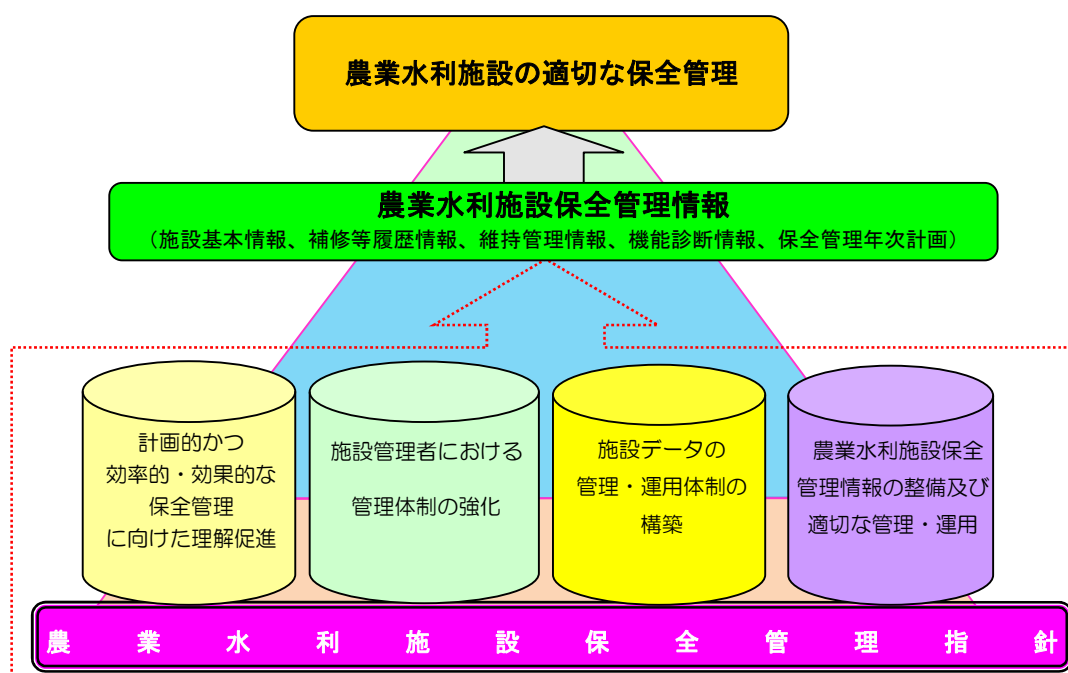 農業水利施設の適切な保全管理
農業水利施設保全管理情報
（施設基本情報、補修等履歴情報、維持管理情報、機能診断情報、保全管理年次計画）
計画的かつ
効率的・効果的な
保全管理
に向けた理解促進
施設管理者における
管理体制の強化
施設データの
管理・運用体制の
構築
農業水利施設保全
管理情報の整備及び
適切な管理・運用
農業水利施設保全管理指針